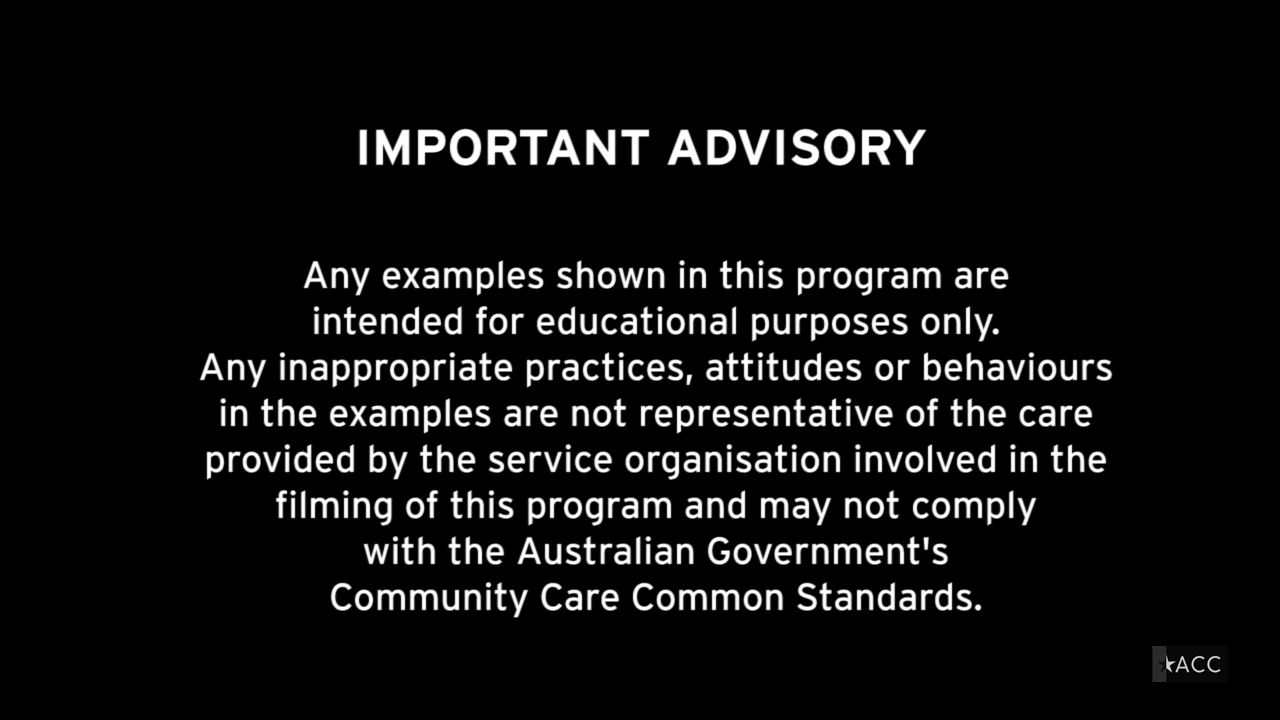 IMPORTANT ADVISORY
Any examples shown in this program are
intended for educational purposes only.
Any inappropriate practices, attitudes or behaviours
in the examples are not representative of the care
provided by the service organisation involved in the
filming of this program and may not comply
with the Australian Government's
Community Care Common Standards.
ACC